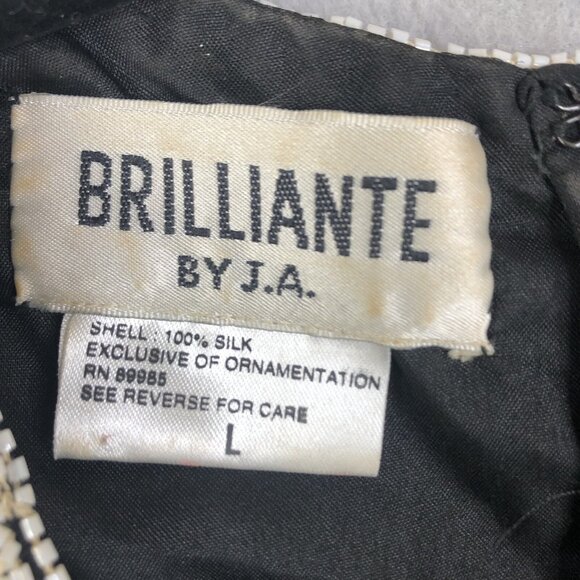 BRILLIANTE
BY J.A.
SHELL: 100% SILK
EXCLUSIVE OF ORNAMENTATION
RN 89985
SEE REVERSE FOR CARE
L